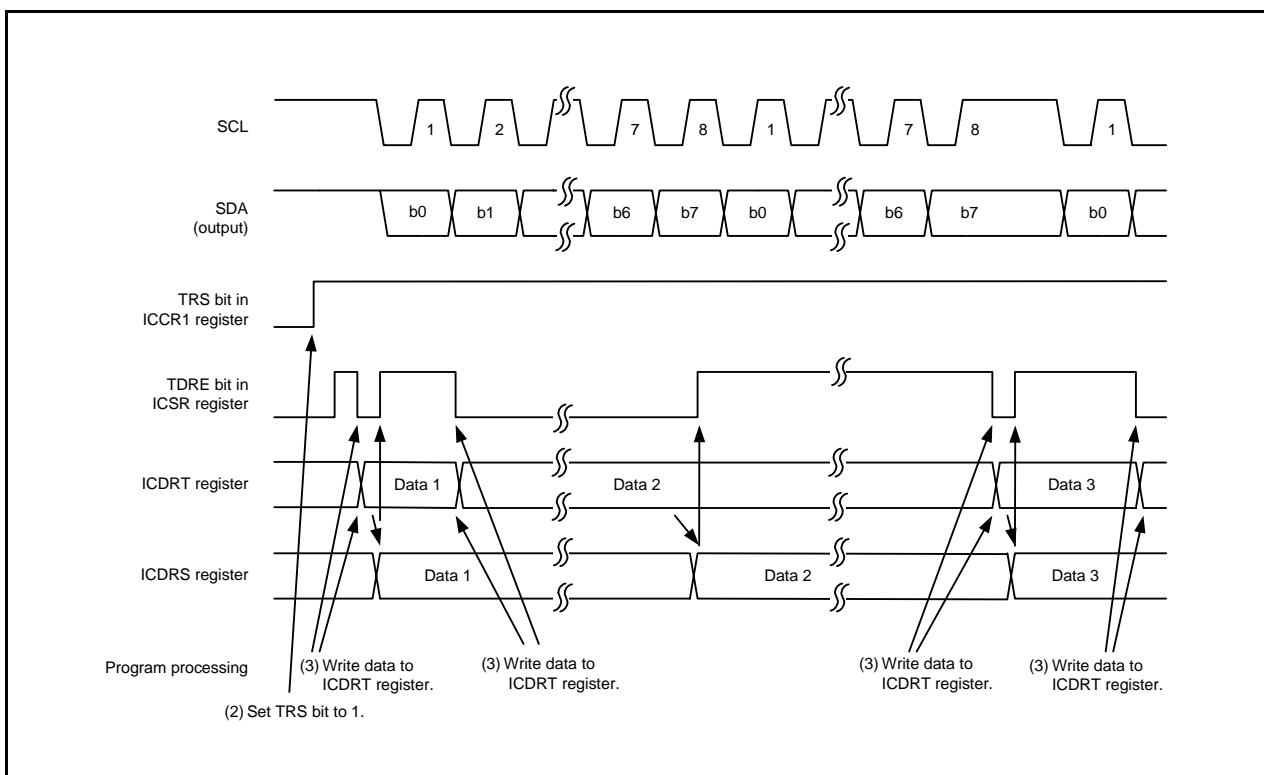 SCL
1 2 7 8 1 7 8 1
SDA
(output)
b0 b1 b6 b7 b0 b6 b7 b0
TRS bit in
ICCR1 register
TDRE bit in
ICSR register
ICDRT register
Data 1 Data 2 Data 3
ICDRS register
Data 1 Data 2 Data 3
Program processing
(3) Write data to
ICDRT register.
(3) Write data to
ICDRT register.
(3) Write data to
ICDRT register.
(3) Write data to
ICDRT register.
(2) Set TRS bit to 1.